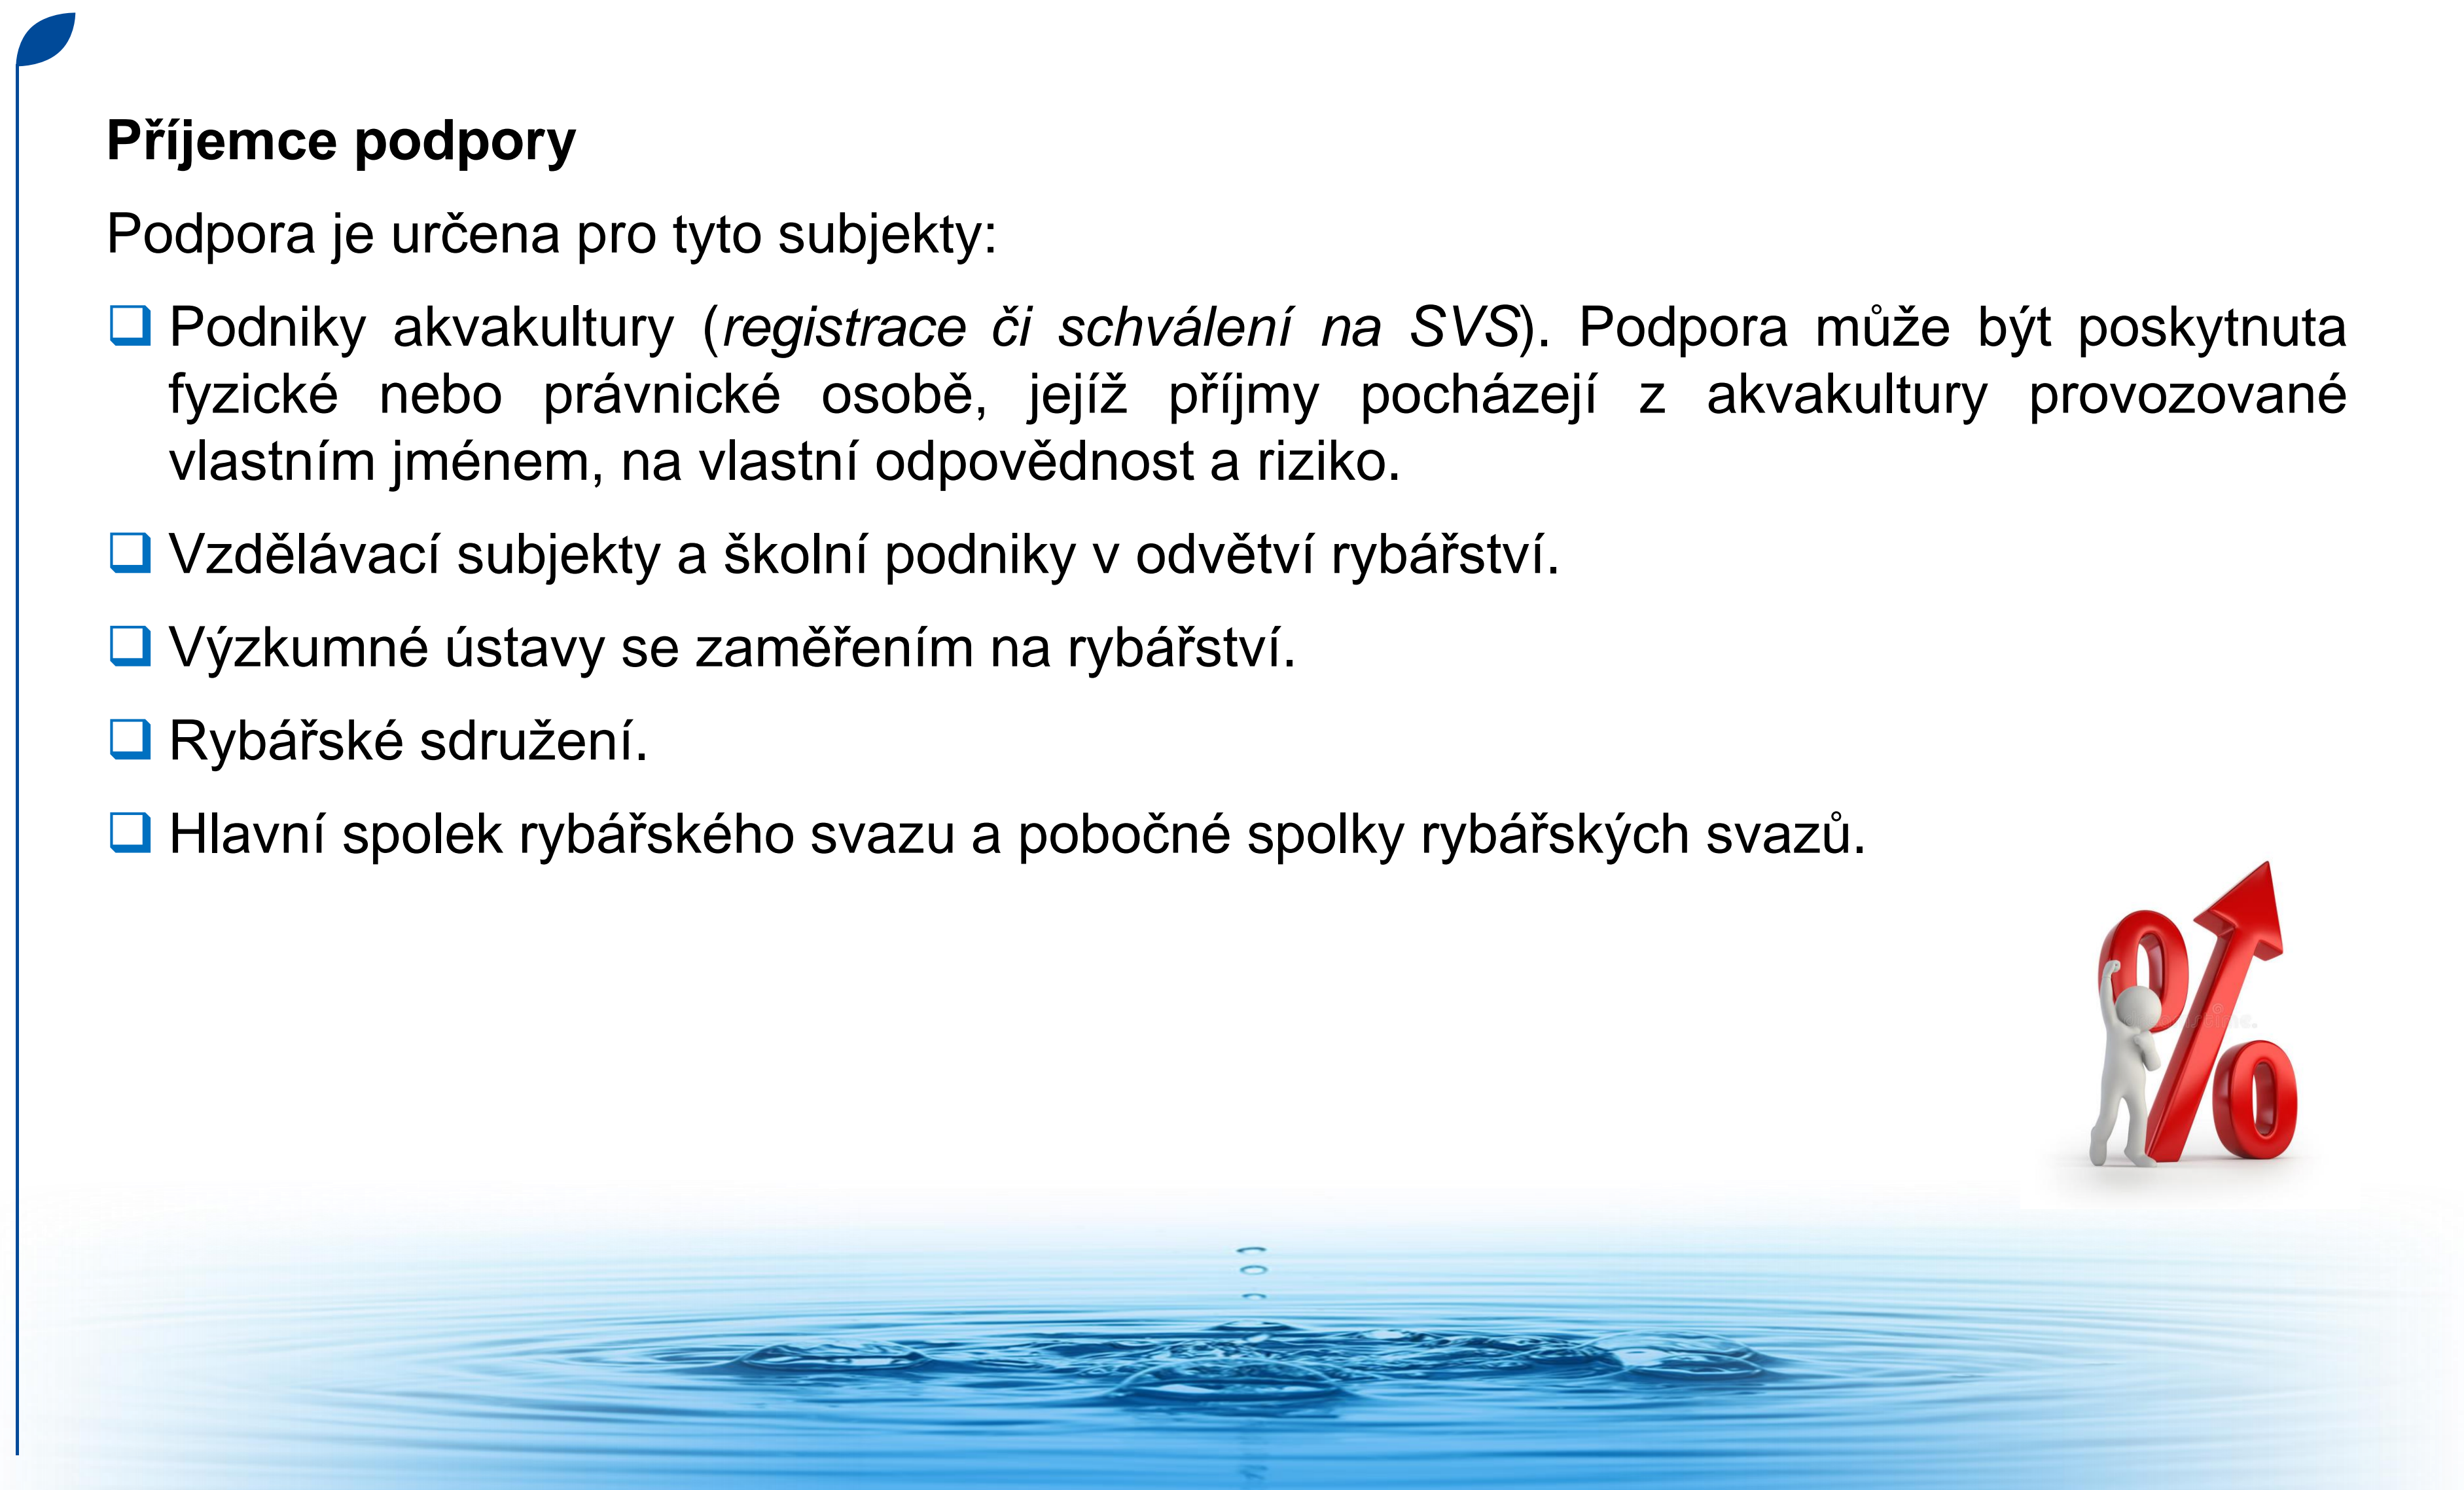 Příjemce podpory
Podpora je určena pro tyto subjekty:
Podniky akvakultury (registrace či schválení na SVS). Podpora může být poskytnuta
fyzické nebo právnické osobě, jejíž příjmy pocházejí z akvakultury provozované
vlastním jménem, na vlastní odpovědnost a riziko.
Vzdělávací subjekty a školní podniky v odvětví rybářství.
Výzkumné ústavy se zaměřením na rybářství.
Rybářské sdružení.
Hlavní spolek rybářského svazu a pobočné spolky rybářských svazů.